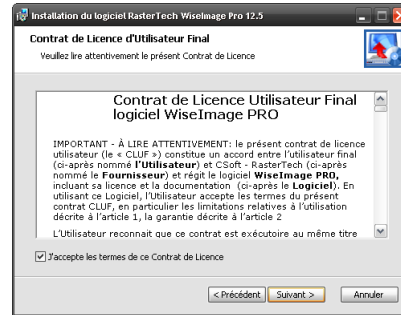 Installation du logiciel RasterTech WiseImage Pro 12.5
Contrat de Licence d'Utilisateur Final
Veuillez lire attentivement le présent Contrat de Licence
Contrat de Licence Utilisateur Final
logiciel WiseImage PRO
IMPORTANT - À LIRE ATTENTIVEMENT: le présent contrat de licence
utilisateur (le « CLUF ») constitue un accord entre l'utilisateur final
(ci-après nommé l'Utilisateur) et CSoft - RasterTech (ci-après
nommé le Fournisseur) et régit le logiciel WiseImage PRO,
incluant sa licence et la documentation (ci-après le Logiciel). En
utilisant ce Logiciel, l'Utilisateur accepte les termes du présent
contrat CLUF, en particulier les limitations relatives à l'utilisation
décrite à l'article 1, la garantie décrite à l'article 2
L'Utilisateur reconnait que ce contrat est exécutoire au même titre
J'accepte les termes de ce Contrat de Licence
< Précédent
Suivant >
Annuler